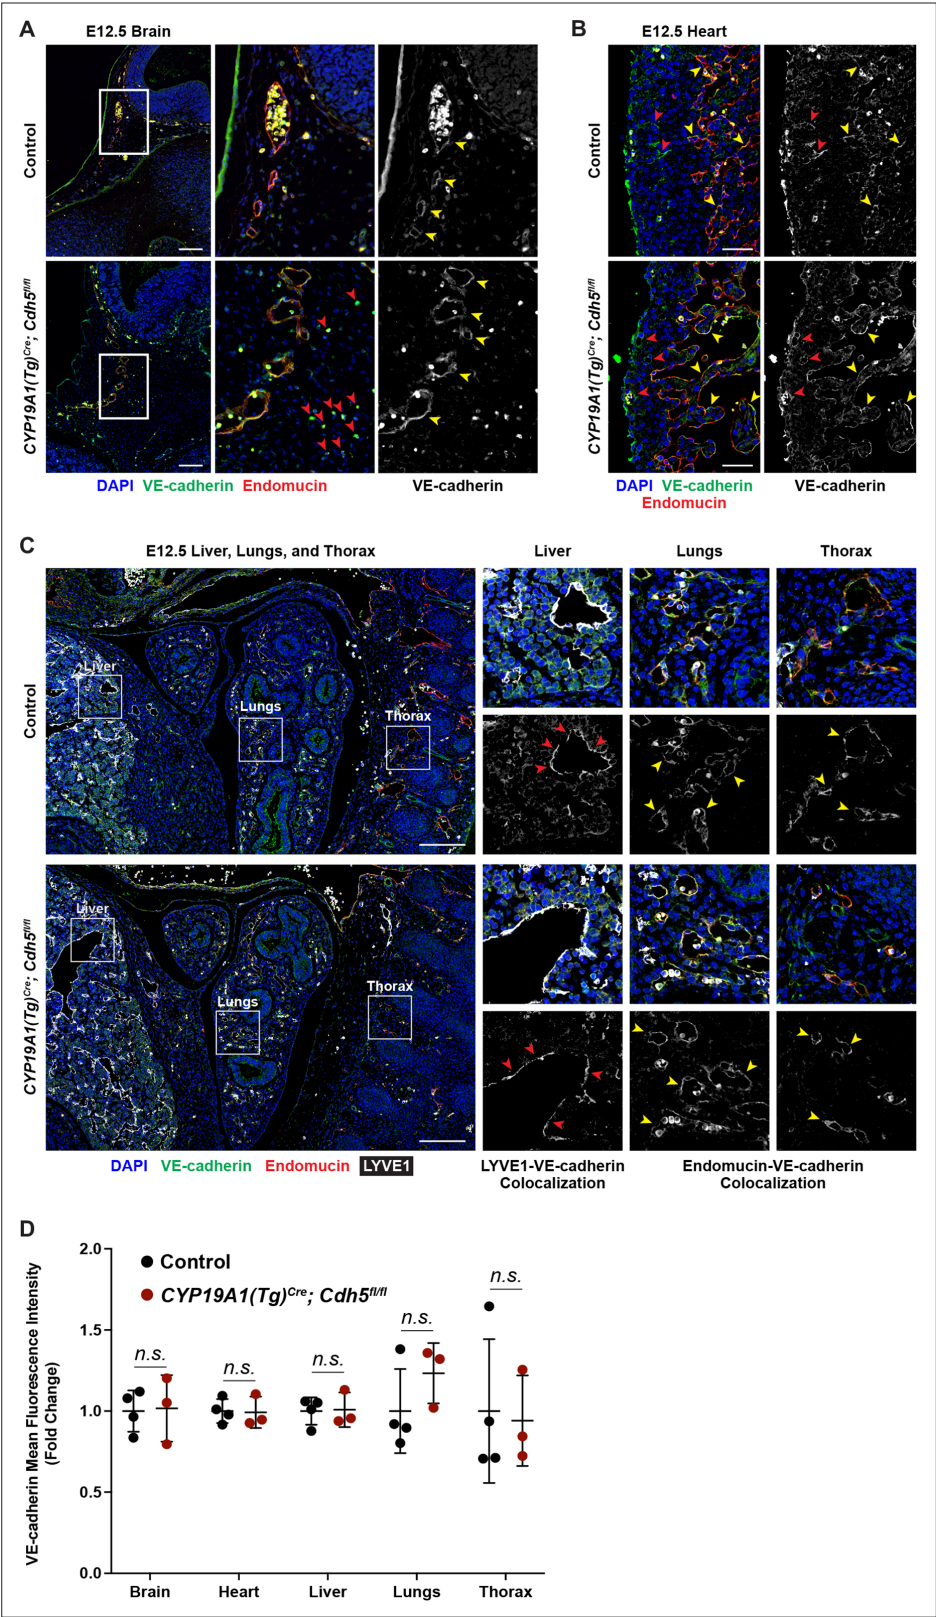 A
E12.5 Brain
Control
CYP19A1(Tg)Cre; Cdh5fl/fl
DAPI VE-cadherin Endomucin
VE-cadherin
B
E12.5 Heart
Control
CYP19A1(Tg)Cre; Cdh5fl/fl
DAPI VE-cadherin
Endomucin
VE-cadherin
C
E12.5 Liver, Lungs, and Thorax
Liver
Lungs
Thorax
Control
Liver
Lungs
Thorax
CYP19A1(Tg)Cre; Cdh5fl/fl
Liver
Lungs
Thorax
DAPI VE-cadherin Endomucin LYVE1
LYVE1-VE-cadherin
Colocalization
Endomucin-VE-cadherin
Colocalization
D
VE-cadherin Mean Fluorescence Intensity
(Fold Change)
2.0
1.5
1.0
0.5
0.0
Control
CYP19A1(Tg)Cre; Cdh5fl/fl
n.s.
n.s.
n.s.
n.s.
n.s.
Brain
Heart
Liver
Lungs
Thorax